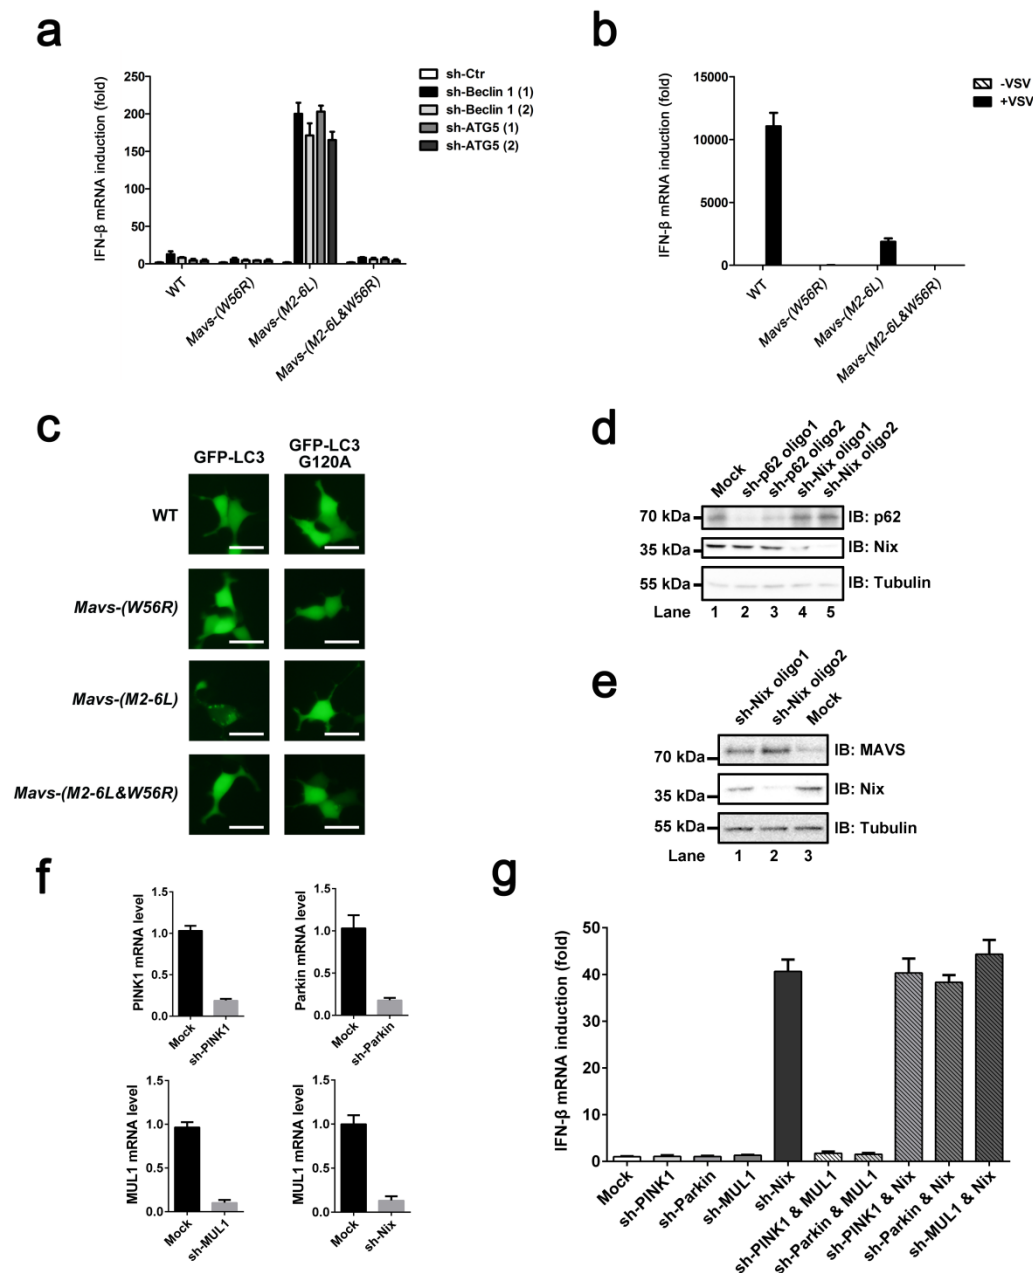 a
IFN-β mRNA induction (fold)
250
200
150
100
50
0
WT
Mavs-(W56R)
Mavs-(M2-6L)
Mavs-(M2-6L&W56R)
sh-Ctr
sh-Beclin 1 (1)
sh-Beclin 1 (2)
sh-ATG5 (1)
sh-ATG5 (2)
b
IFN-β mRNA induction (fold)
15000
10000
5000
0
WT
Mavs-(W56R)
Mavs-(M2-6L)
Mavs-(M2-6L&W56R)
-VSV
+VSV
c
GFP-LC3
GFP-LC3
G120A
WT
Mavs-(W56R)
Mavs-(M2-6L)
Mavs-(M2-6L&W56R)
d
Mock
sh-p62 oligo1
sh-p62 oligo2
sh-Nix oligo1
sh-Nix oligo2
70 kDa IB: p62
35 kDa IB: Nix
55 kDa IB: Tubulin
Lane 1 2 3 4 5
e
sh-Nix oligo1
sh-Nix oligo2
Mock
70 kDa IB: MAVS
35 kDa IB: Nix
55 kDa IB: Tubulin
Lane 1 2 3
f
PINK1 mRNA level
1.5
1.0
0.5
0.0
Mock
sh-PINK1
Parkin mRNA level
1.5
1.0
0.5
0.0
Mock
sh-Parkin
MUL1 mRNA level
1.5
1.0
0.5
0.0
Mock
sh-MUL1
MUL1 mRNA level
1.5
1.0
0.5
0.0
Mock
sh-Nix
g
IFN-β mRNA induction (fold)
50
40
30
20
10
0
Mock
sh-PINK1
sh-Parkin
sh-MUL1
sh-Nix
sh-PINK1 & MUL1
sh-Parkin & MUL1
sh-PINK1 & Nix
sh-Parkin & Nix
sh-MUL1 & Nix